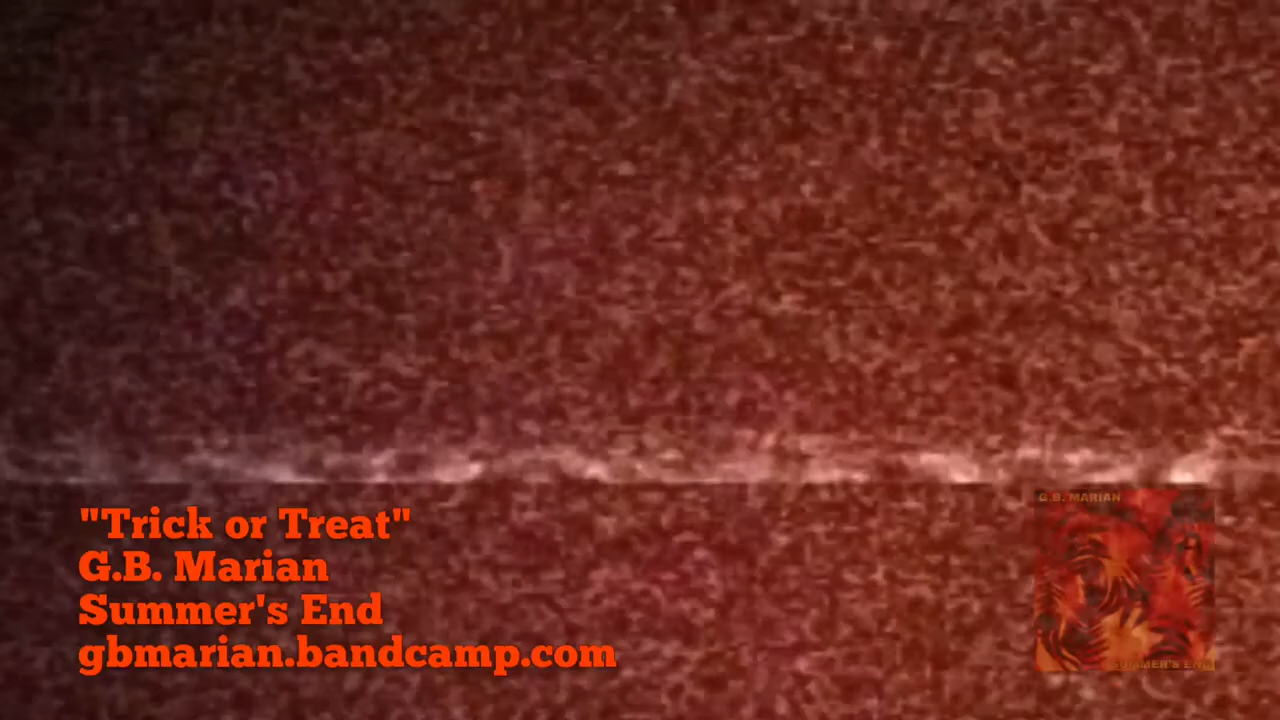 "Trick or Treat"
G.B. Marian
Summer's End
gbmarian.bandcamp.com
G.B. MARIAN
SUMMER'S END